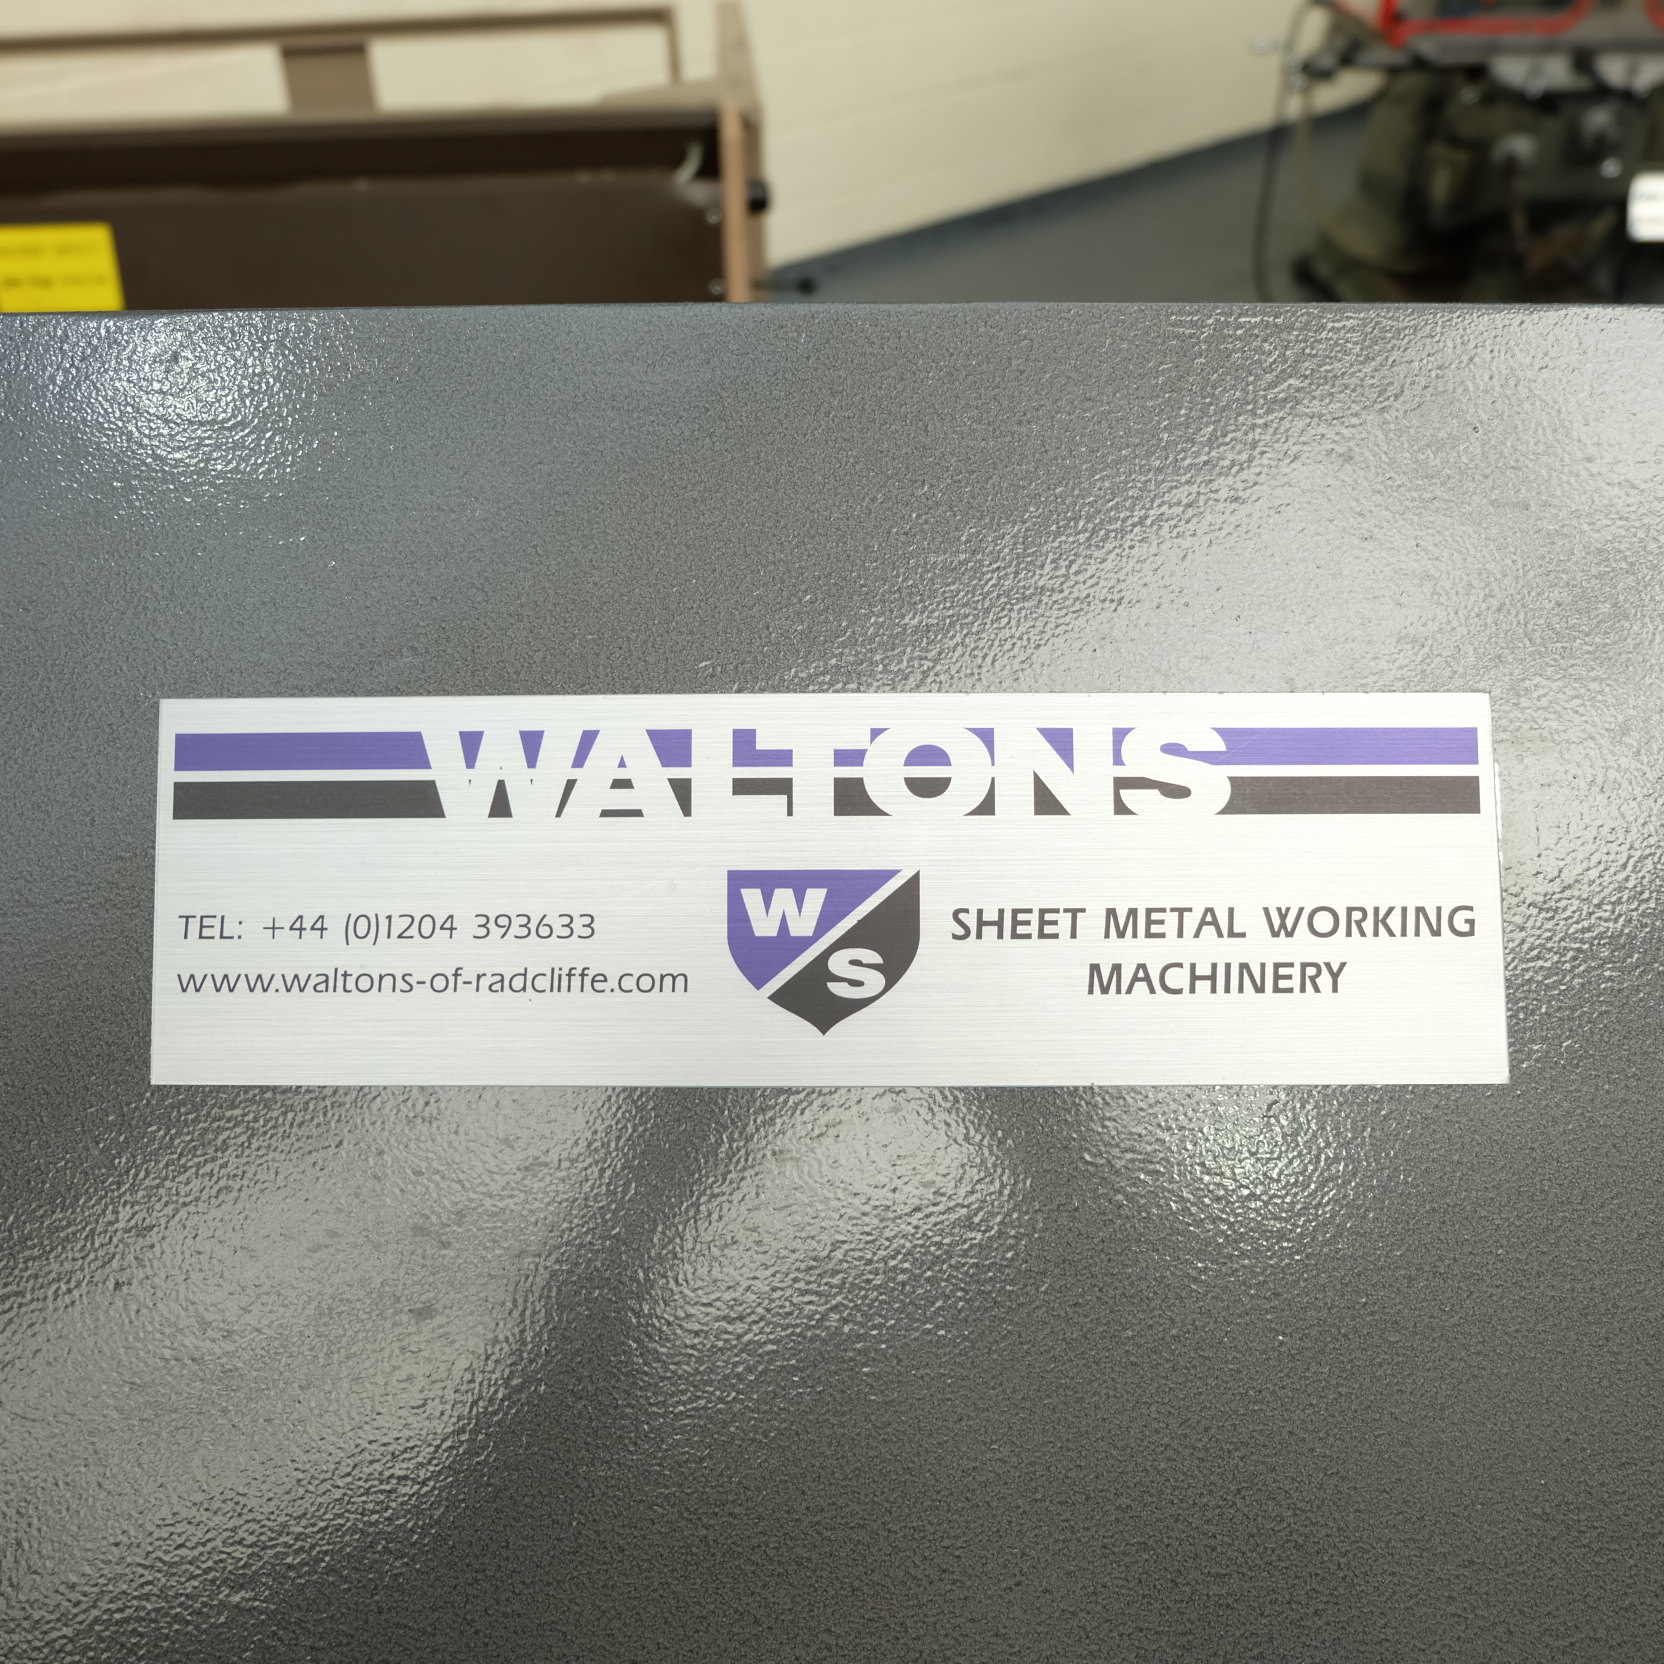 WALTONS
TEL: +44 (0)1204 393633
www.waltons-of-radcliffe.com
W
S
SHEET METAL WORKING
MACHINERY